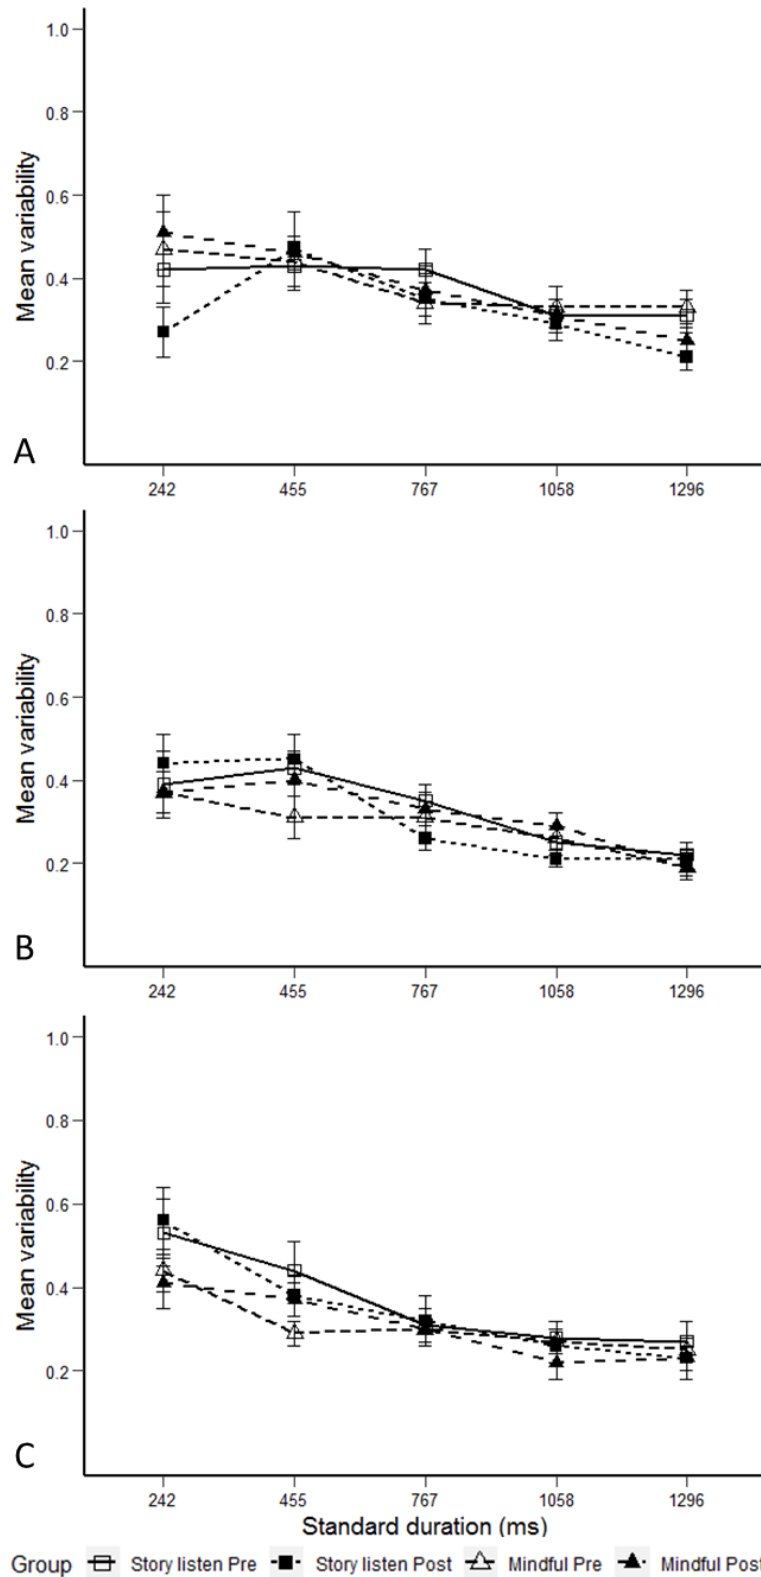 1.0
0.8
0.6
0.4
0.2
Mean variability
A
242 455 767 1058 1296
1.0
0.8
0.6
0.4
0.2
Mean variability
B
242 455 767 1058 1296
1.0
0.8
0.6
0.4
0.2
Mean variability
C
242 455 767 1058 1296
Standard duration (ms)
Group Story listen Pre Story listen Post Mindful Pre Mindful Post